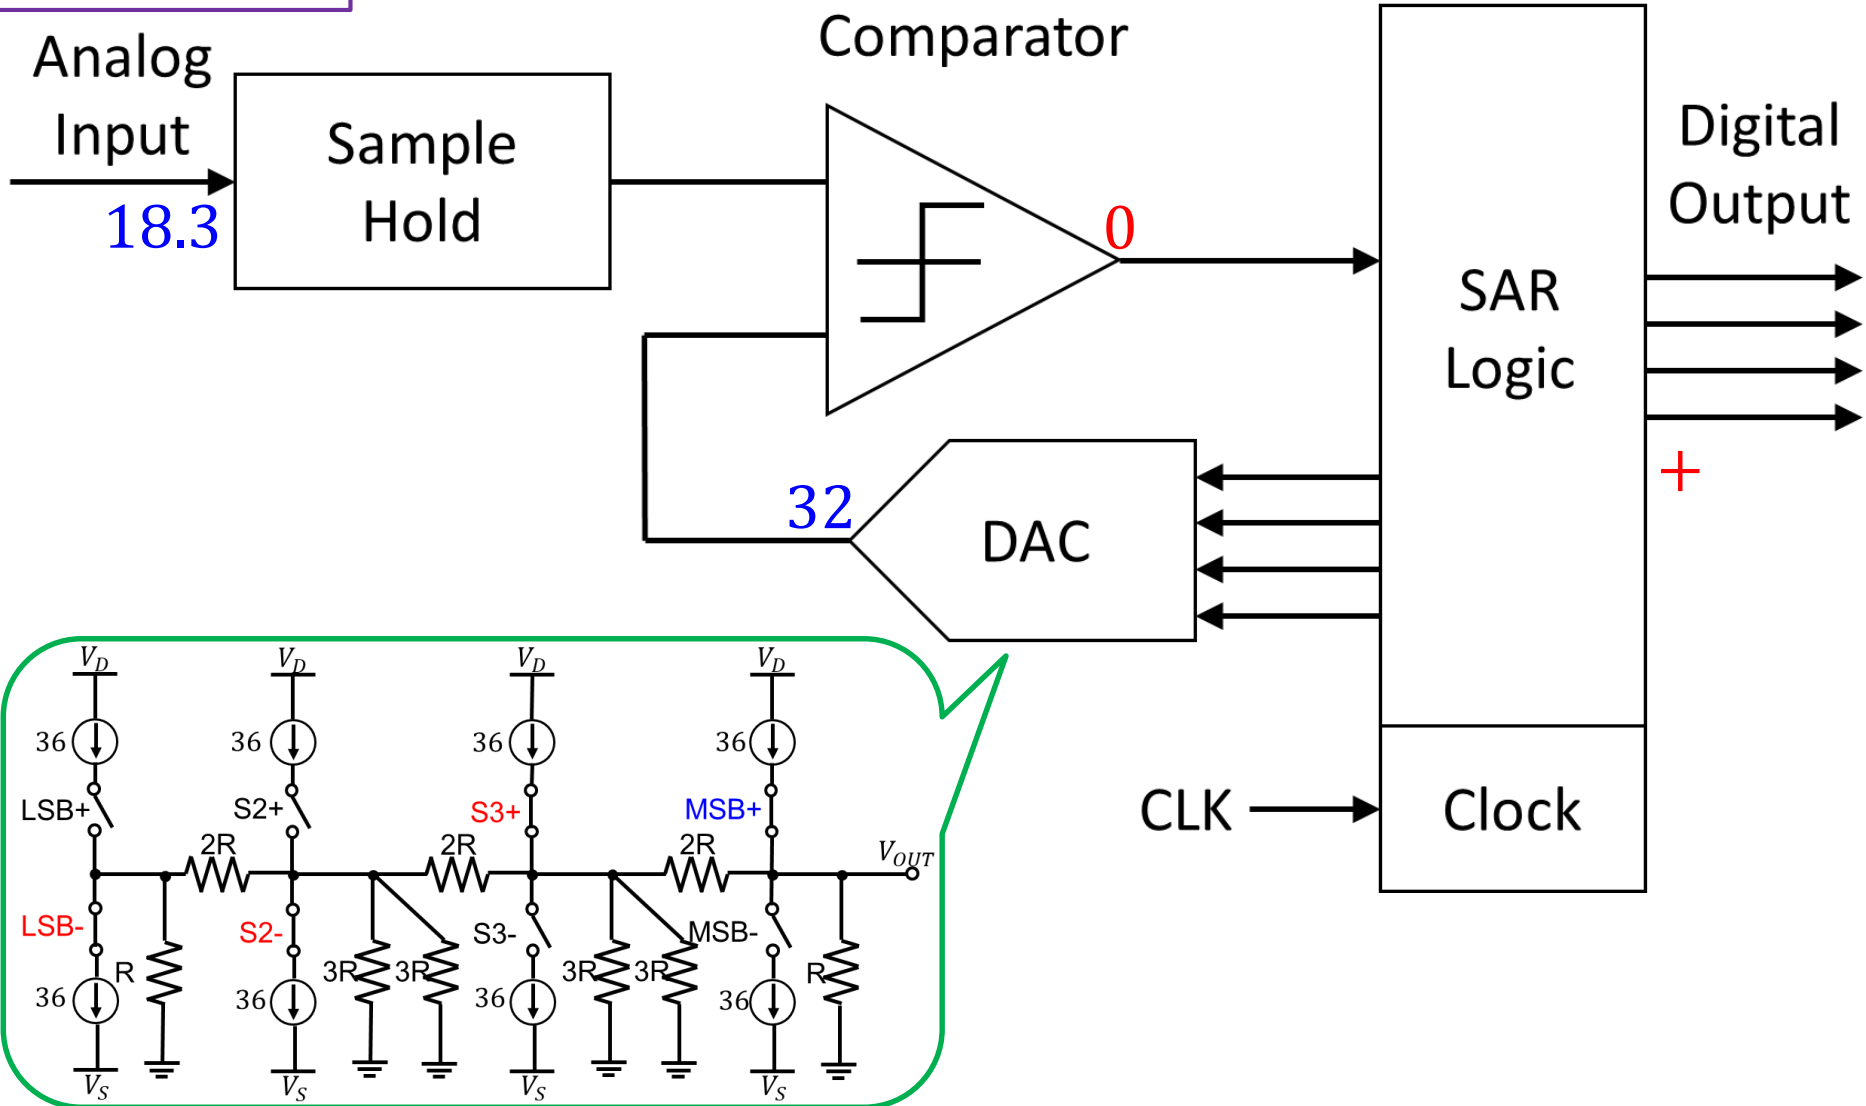 Analog
Input
18.3
Sample
Hold
Comparator
0
SAR
Logic
Digital
Output
+
32
DAC
CLK
Clock
V_D V_D V_D V_D
36 36 36 36
LSB+ S2+ S3+ MSB+
2R 2R 2R V_OUT
LSB- S2- S3- MSB-
R 3R 3R 3R 3R R
36 36 36 36
V_S V_S V_S V_S